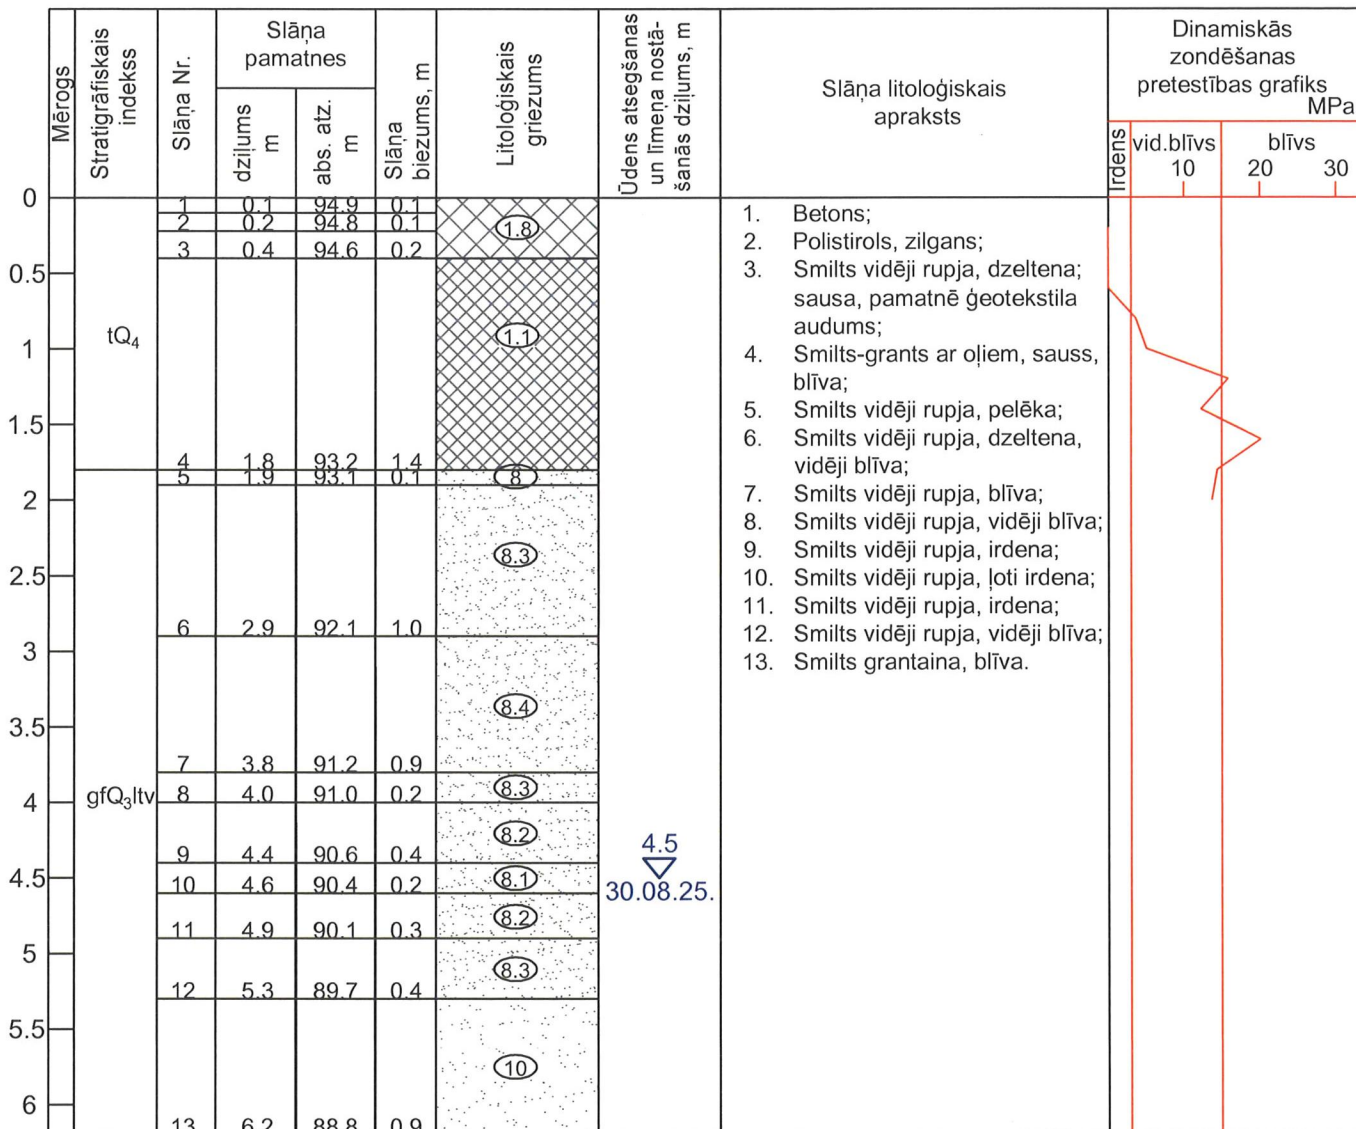 Mērogs
Stratigrāfiskais
indekss
Slāņa Nr.
Slāņa
pamatnes
dziļums
m
abs. atz.
m
Slāņa
biezums, m
Litoloģiskais
griezums
Ūdens atsegšanas
un līmeņa nostā-
šanās dziļums, m
Slāņa litoloģiskais
apraksts
Dinamiskās
zondēšanas
pretestības grafiks
MPa
Irdens
vid.blīvs
blīvs
10 20 30
0
0.5
1
1.5
2
2.5
3
3.5
4
4.5
5
5.5
6
tQ4
gfQ3ltv
1 0.1 94.9 0.1
2 0.2 94.8 0.1
3 0.4 94.6 0.2
4 1.8 93.2 1.4
5 1.9 93.1 0.1
6 2.9 92.1 1.0
7 3.8 91.2 0.9
8 4.0 91.0 0.2
9 4.4 90.6 0.4
10 4.6 90.4 0.2
11 4.9 90.1 0.3
12 5.3 89.7 0.4
13 6.2 88.8 0.9
1.8
1.1
8
8.3
8.4
8.3
8.2
8.1
8.2
8.3
10
4.5
30.08.25.
1. Betons;
2. Polistirols, zilgans;
3. Smilts vidēji rupja, dzeltena;
sausa, pamatnē ģeotekstila
audums;
4. Smilts-grants ar oļiem, sauss,
blīva;
5. Smilts vidēji rupja, pelēka;
6. Smilts vidēji rupja, dzeltena,
vidēji blīva;
7. Smilts vidēji rupja, blīva;
8. Smilts vidēji rupja, vidēji blīva;
9. Smilts vidēji rupja, irdena;
10. Smilts vidēji rupja, ļoti irdena;
11. Smilts vidēji rupja, irdena;
12. Smilts vidēji rupja, vidēji blīva;
13. Smilts grantaina, blīva.